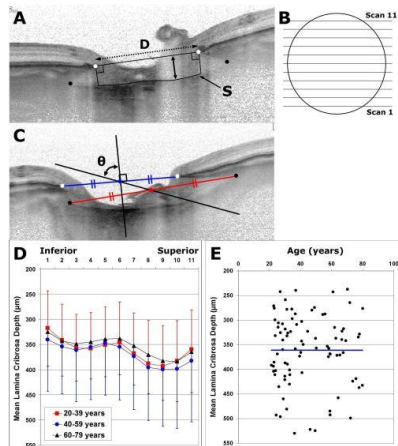 A
D
S
B
Scan 11
Scan 1
C
θ
D
Inferior
Superior
1 2 3 4 5 6 7 8 9 10 11
Mean Lamina Cribrosa Depth (μm)
200
250
300
350
400
450
500
550
20-39 years
40-59 years
60-79 years
E
Age (years)
0 20 40 60 80 100
Mean Lamina Cribrosa Depth (μm)
200
250
300
350
400
450
500
550